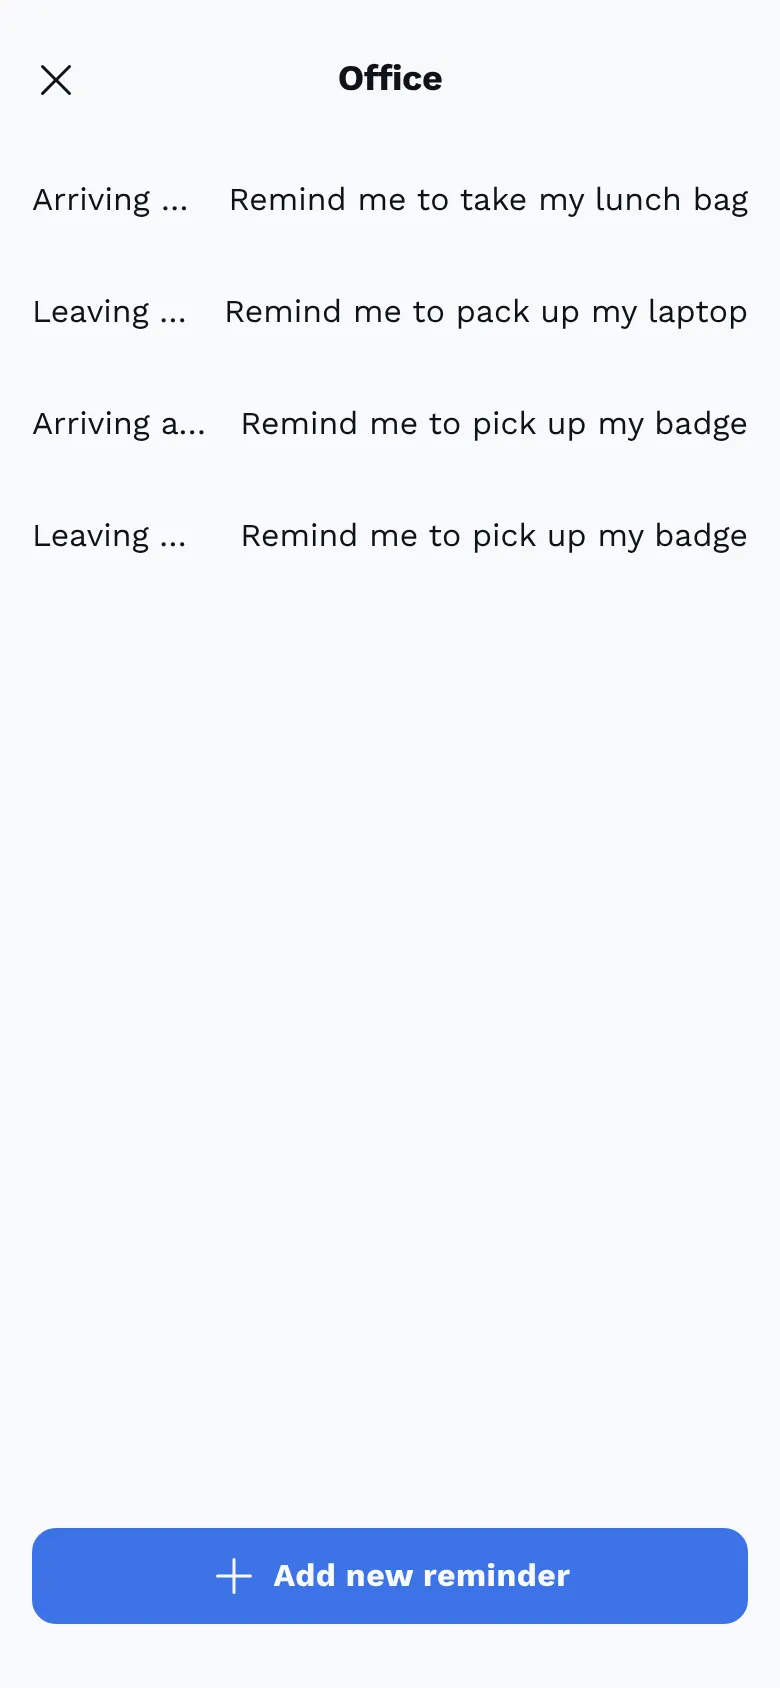 Office
Arriving ... Remind me to take my lunch bag
Leaving ... Remind me to pack up my laptop
Arriving a... Remind me to pick up my badge
Leaving ... Remind me to pick up my badge
Add new reminder